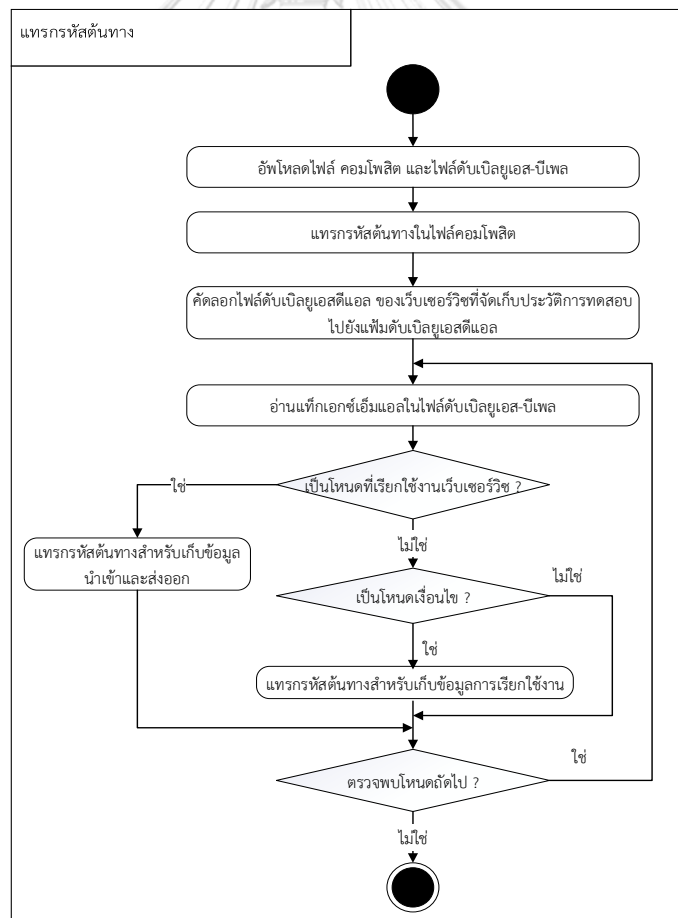 แทรกรหัสต้นทาง
อัพโหลดไฟล์ คอมโพสิต และไฟล์ดับเบิลยูเอส-บีเพล
แทรกรหัสต้นทางในไฟล์คอมโพสิต
คัดลอกไฟล์ดับเบิลยูเอสดีแอล ของเว็บเซอร์วิซที่จัดเก็บประวัติการทดสอบ
ไปยังแฟ้มดับเบิลยูเอสดีแอล
อ่านแท็กเอกซ์เอ็มแอลในไฟล์ดับเบิลยูเอส-บีเพล
เป็นโหนดที่เรียกใช้งานเว็บเซอร์วิซ ?
ใช่
ไม่ใช่
แทรกรหัสต้นทางสำหรับเก็บข้อมูล
นำเข้าและส่งออก
เป็นโหนดเงื่อนไข ?
ไม่ใช่
ใช่
แทรกรหัสต้นทางสำหรับเก็บข้อมูลการเรียกใช้งาน
ตรวจพบโหนดถัดไป ?
ใช่
ไม่ใช่